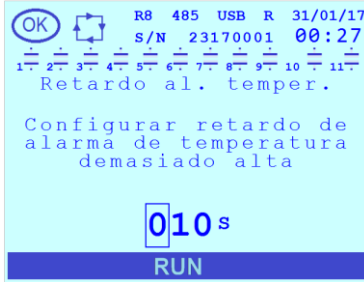 OK R8 485 USB R 31/01/17
S/N 23170001 00:27
1 2 3 4 5 6 7 8 9 10 11
Retardo al. temper.
Configurar retardo de
alarma de temperatura
demasiado alta
010 s
RUN